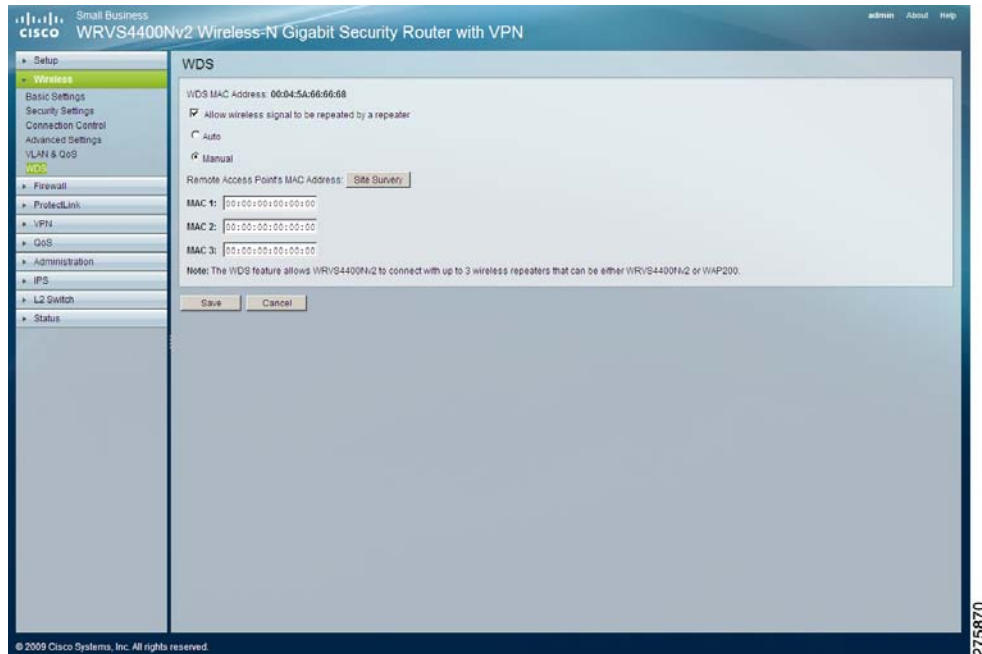 Small Business
cisco WRVS4400Nv2 Wireless-N Gigabit Security Router with VPN
admin About Help
Setup
Wireless
Basic Settings
Security Settings
Connection Control
Advanced Settings
VLAN & QoS
WDS
Firewall
ProtectLink
VPN
QoS
Administration
IPS
L2 Switch
Status
WDS
WDS MAC Address: 00:04:5A:66:66:68
Allow wireless signal to be repeated by a repeater
Auto
Manual
Remote Access Point's MAC Address: Site Survery
MAC 1: 00:00:00:00:00:00
MAC 2: 00:00:00:00:00:00
MAC 3: 00:00:00:00:00:00
Note: The WDS feature allows WRVS4400Nv2 to connect with up to 3 wireless repeaters that can be either WRVS4400Nv2 or WAP200.
Save Cancel
© 2009 Cisco Systems, Inc. All rights reserved.
275870